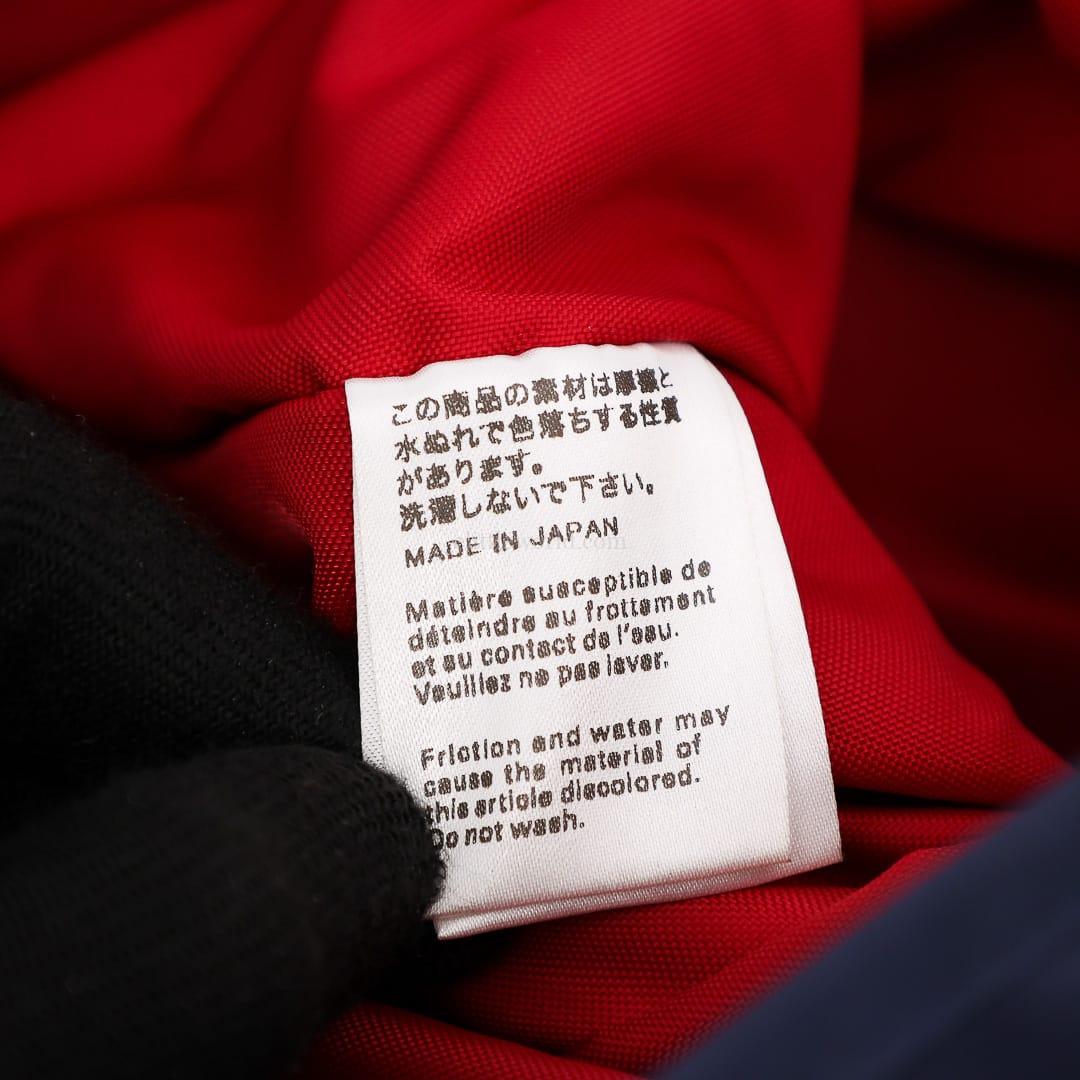 この商品の素材は摩擦と
水ぬれで色落ちする性質
があります。
洗濯しないで下さい。
MADE IN JAPAN
Matière susceptible de
déteindre au frottement
et au contact de l'eau.
Veuillez ne pas laver.
Friction and water may
cause the material of
this article discolored.
Do not wash.